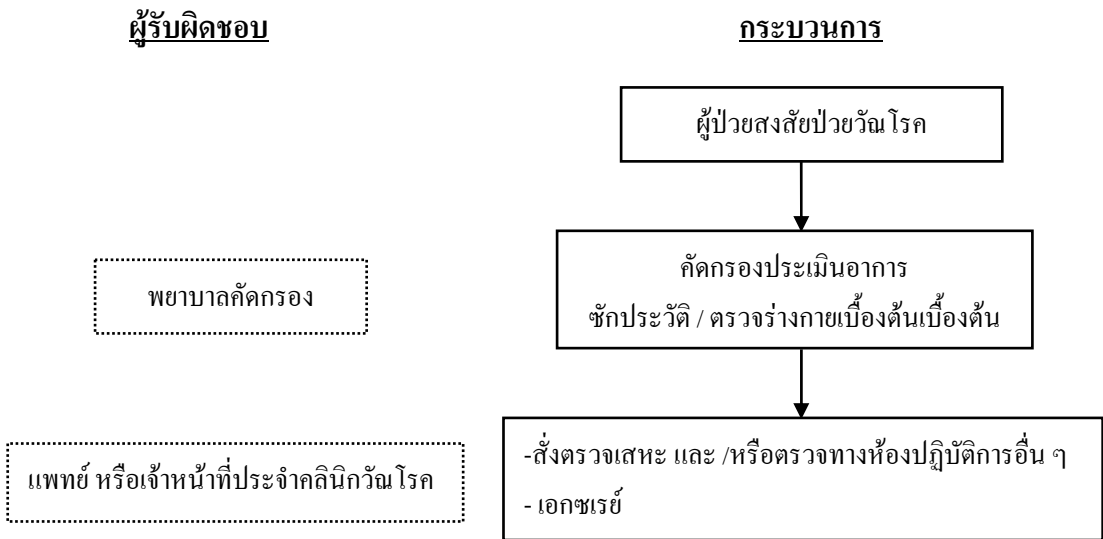 ผู้รับผิดชอบ
กระบวนการ
ผู้ป่วยสงสัยป่วยวัณโรค
พยาบาลคัดกรอง
คัดกรองประเมินอาการ
ซักประวัติ / ตรวจร่างกายเบื้องต้นเบื้องต้น
แพทย์ หรือเจ้าหน้าที่ประจำคลินิกวัณโรค
-สั่งตรวจเสหะ และ /หรือตรวจทางห้องปฏิบัติการอื่น ๆ
- เอกซเรย์